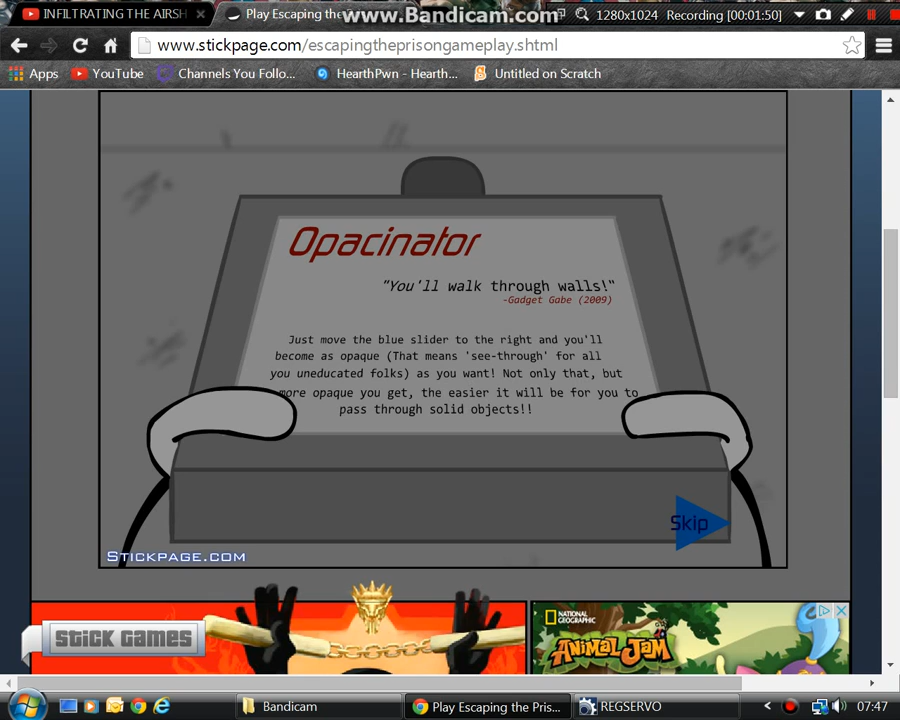 INFILTRATING THE AIRSH
Play Escaping the
www.Bandicam.com
1280x1024
Recording [00:01:50]
www.stickpage.com/escapingtheprisongameplay.shtml
Apps
YouTube
Channels You Follo...
HearthPwn - Hearth...
Untitled on Scratch
Opacinator
"You'll walk through walls!"
-Gadget Gabe (2009)
Just move the blue slider to the right and you'll
become as opaque (That means 'see-through' for all
you uneducated folks) as you want! Not only that, but
more opaque you get, the easier it will be for you to
pass through solid objects!!
Skip
STICKPAGE.COM
STICK GAMES
NATIONAL
GEOGRAPHIC
ANIMAL JAM
Bandicam
Play Escaping the Pris...
REGSERVO
07:47